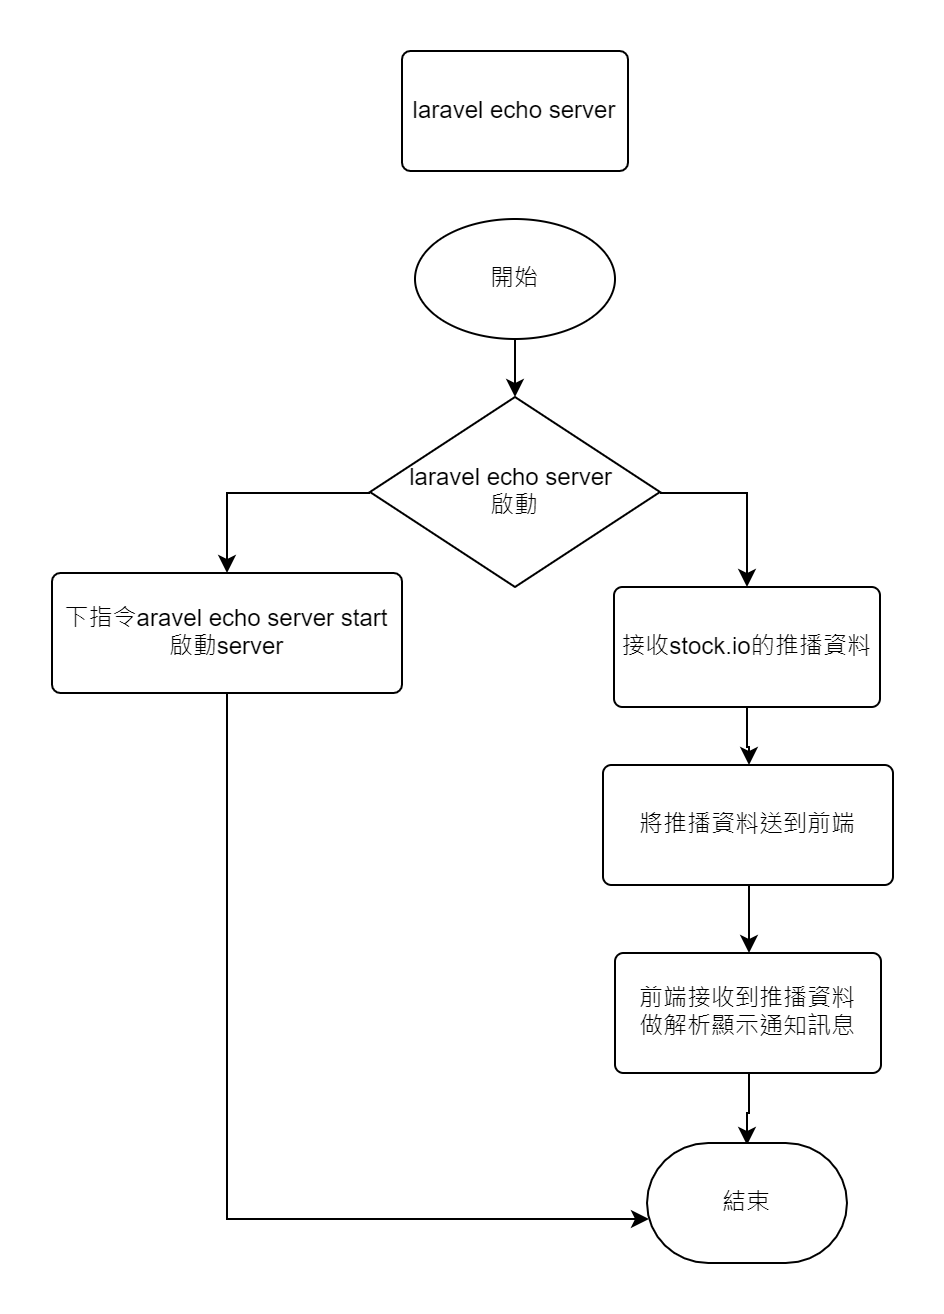 laravel echo server
開始
laravel echo server
啟動
下指令aravel echo server start
啟動server
接收stock.io的推播資料
將推播資料送到前端
前端接收到推播資料
做解析顯示通知訊息
結束